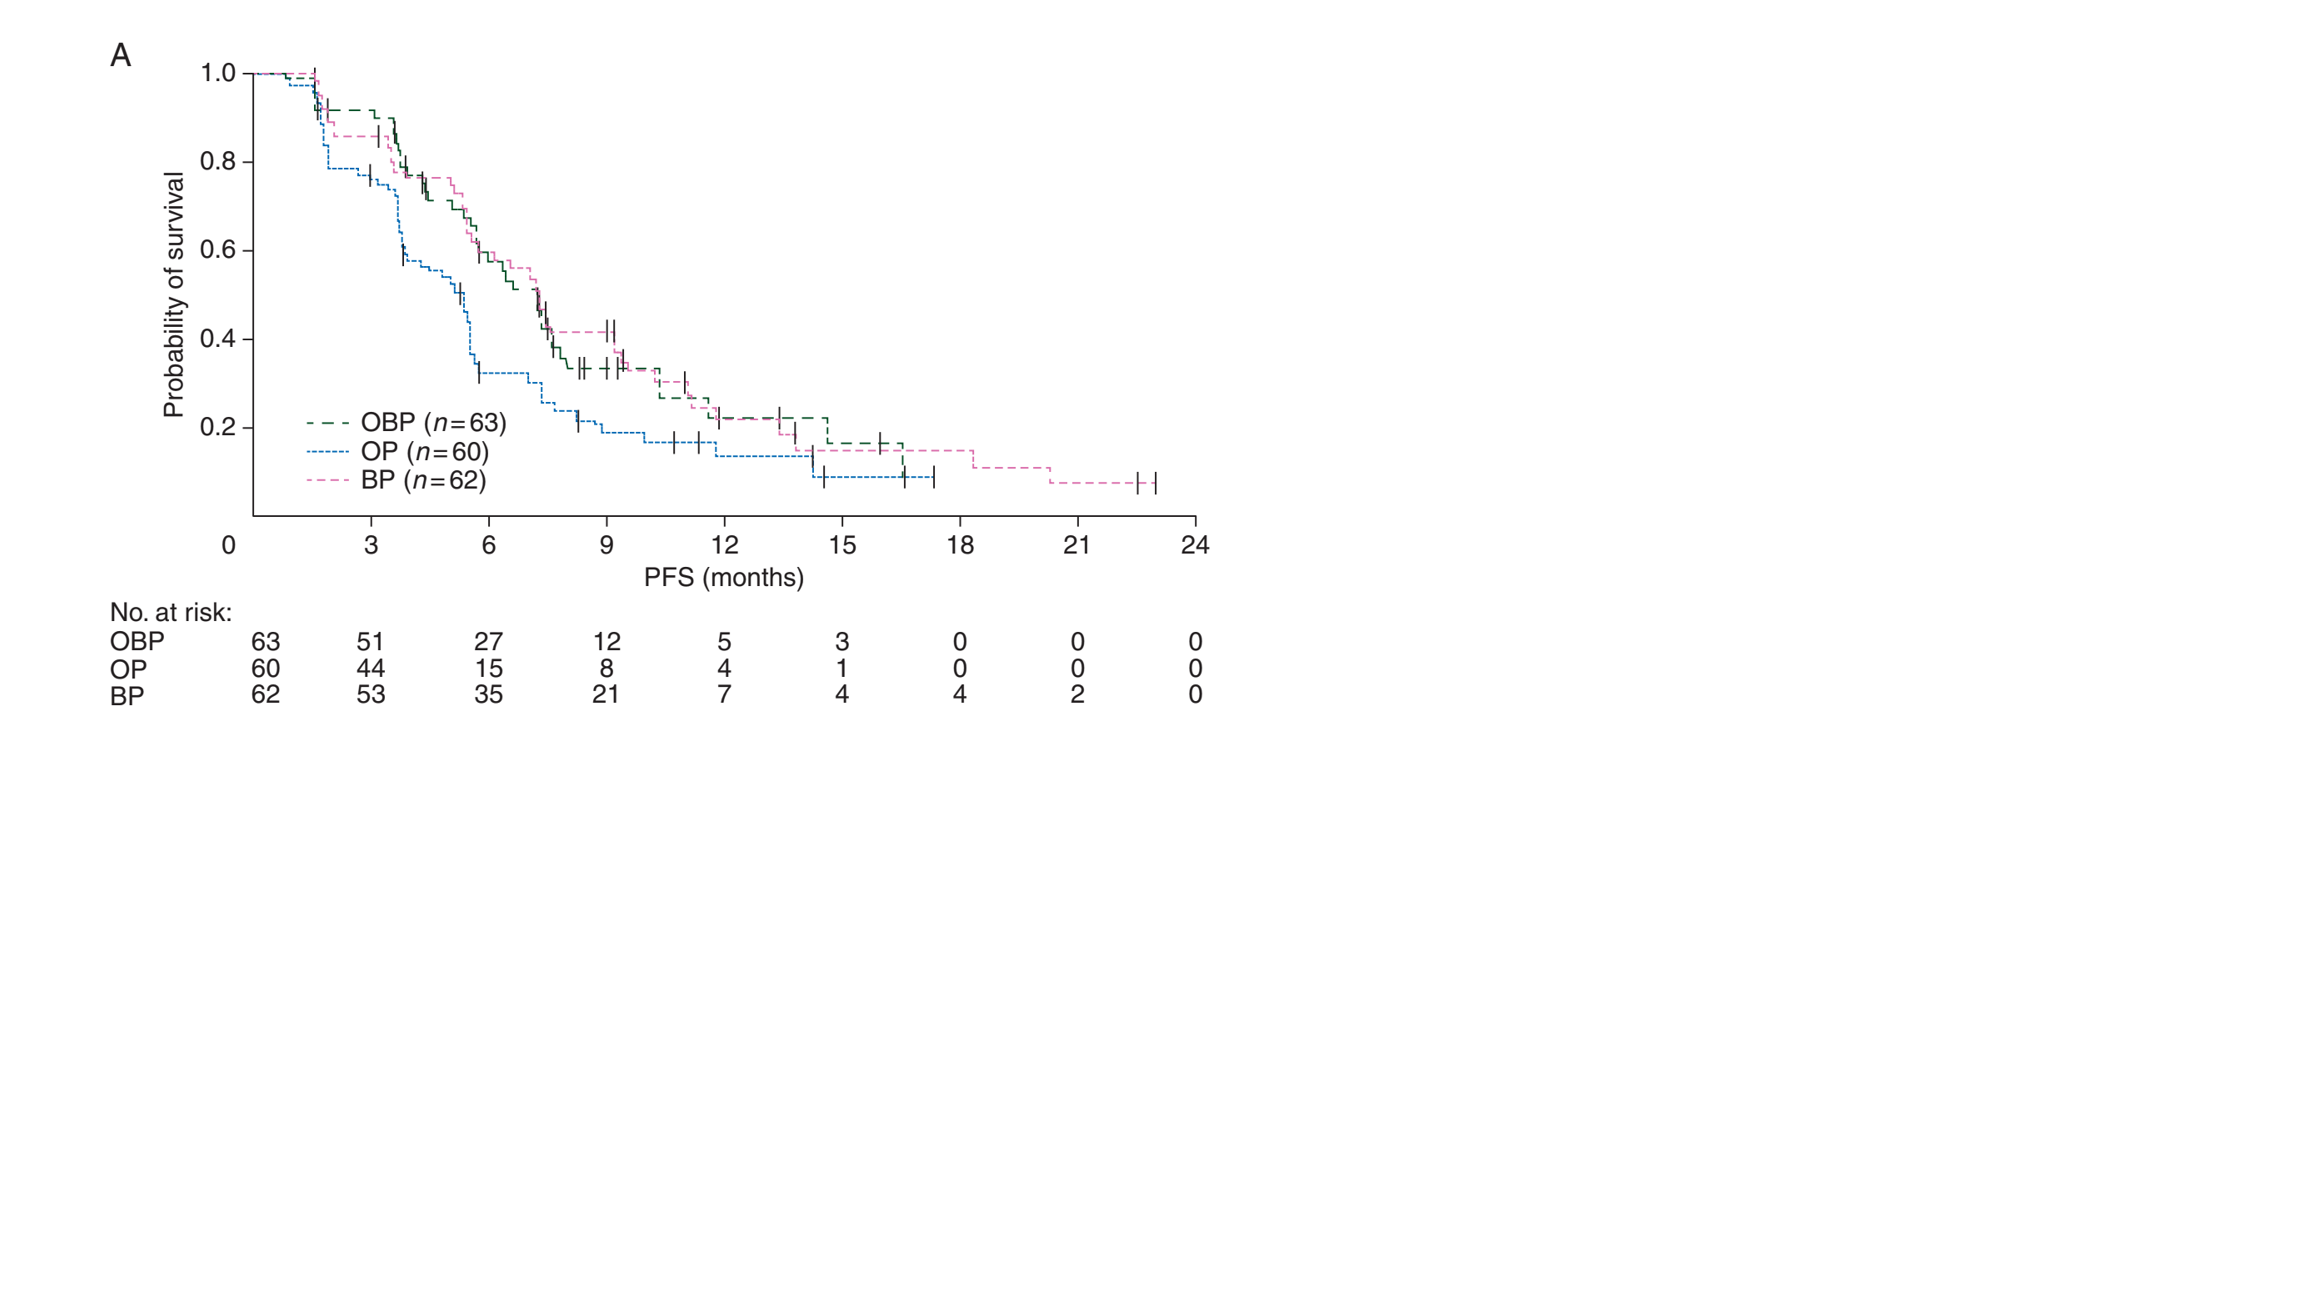 A
1.0
0.8
0.6
0.4
0.2
Probability of survival
OBP (n=63)
OP (n=60)
BP (n=62)
0 3 6 9 12 15 18 21 24
PFS (months)
No. at risk:
OBP 63 51 27 12 5 3 0 0 0
OP 60 44 15 8 4 1 0 0 0
BP 62 53 35 21 7 4 4 2 0